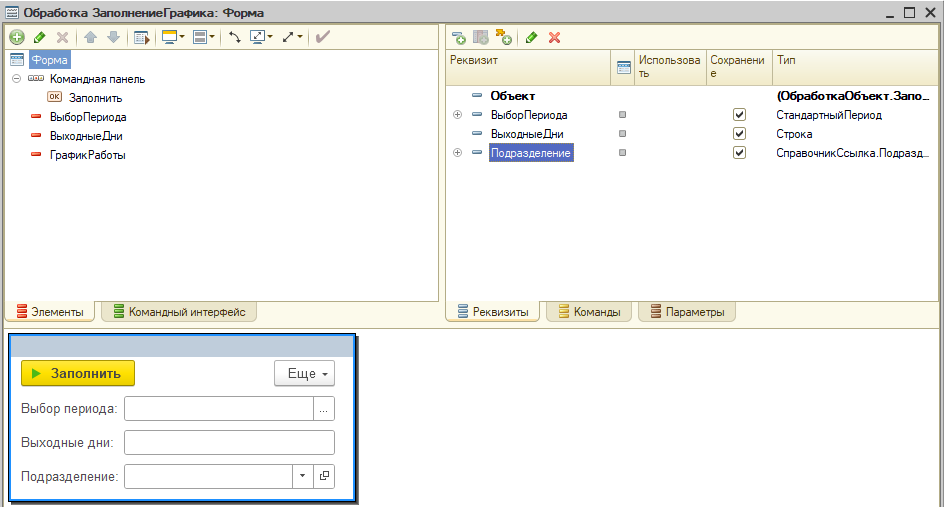 Обработка ЗаполнениеГрафика: Форма
Форма
Командная панель
OK Заполнить
ВыборПериода
ВыходныеДни
ГрафикРаботы
Элементы
Командный интерфейс
Реквизит Использова Сохранени Тип
ть е
Объект (ОбработкаОбъект.Запо...
ВыборПериода СтандартныйПериод
ВыходныеДни Строка
Подразделение СправочникСсылка.Подразд...
Реквизиты
Команды
Параметры
Заполнить
Еще
Выбор периода: ...
Выходные дни:
Подразделение: